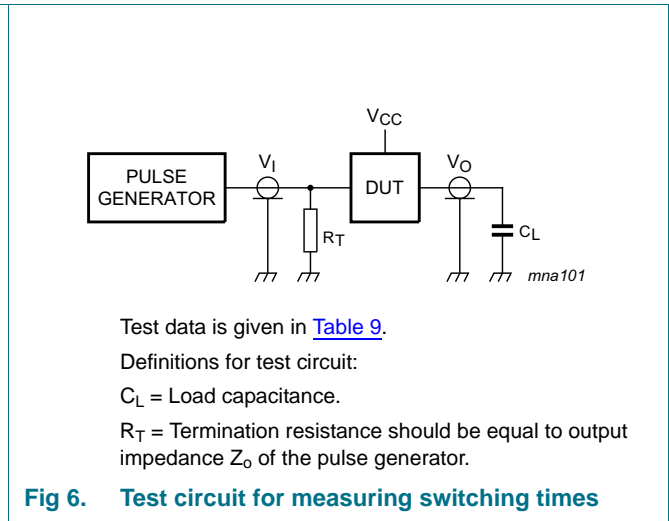 VCC
PULSE
GENERATOR
VI
DUT
VO
RT
CL
mna101
Test data is given in Table 9.
Definitions for test circuit:
CL = Load capacitance.
RT = Termination resistance should be equal to output
impedance Zo of the pulse generator.
Fig 6. Test circuit for measuring switching times